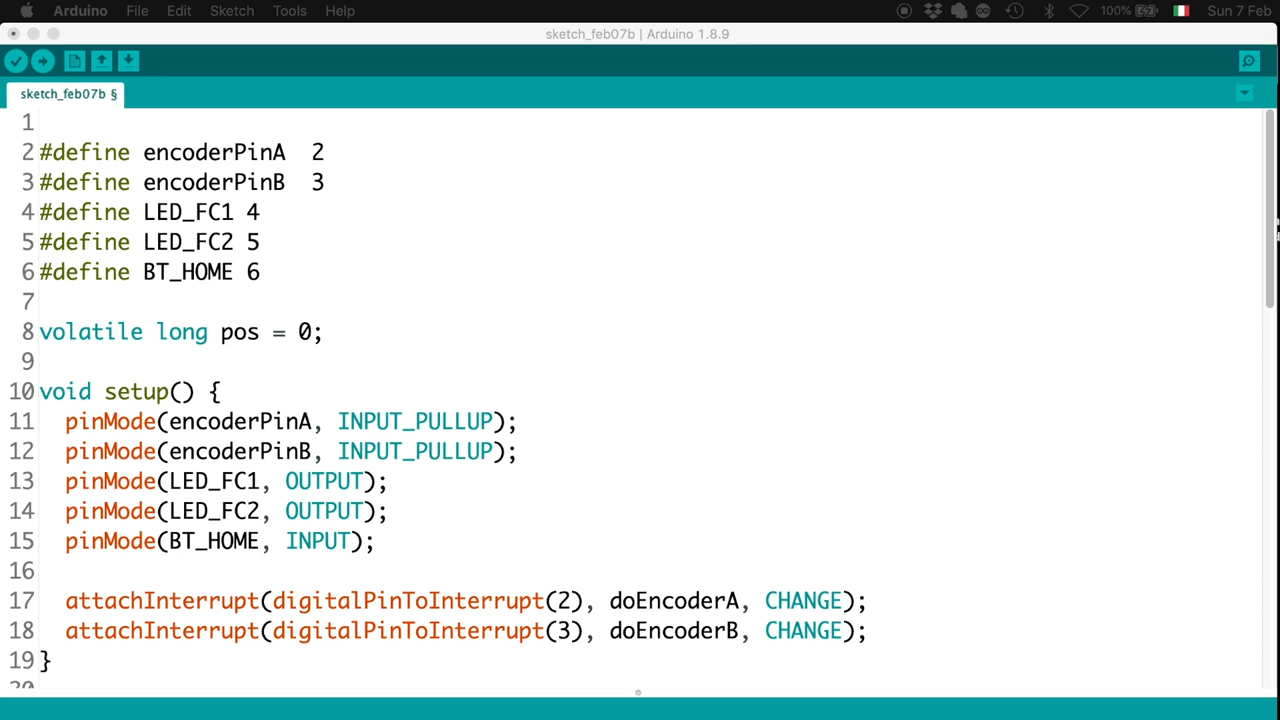 Arduino File Edit Sketch Tools Help 100% Sun 7 Feb
sketch_feb07b | Arduino 1.8.9
sketch_feb07b §
1
2 #define encoderPinA  2
3 #define encoderPinB  3
4 #define LED_FC1 4
5 #define LED_FC2 5
6 #define BT_HOME 6
7
8 volatile long pos = 0;
9
10 void setup() {
11   pinMode(encoderPinA, INPUT_PULLUP);
12   pinMode(encoderPinB, INPUT_PULLUP);
13   pinMode(LED_FC1, OUTPUT);
14   pinMode(LED_FC2, OUTPUT);
15   pinMode(BT_HOME, INPUT);
16
17   attachInterrupt(digitalPinToInterrupt(2), doEncoderA, CHANGE);
18   attachInterrupt(digitalPinToInterrupt(3), doEncoderB, CHANGE);
19 }
20